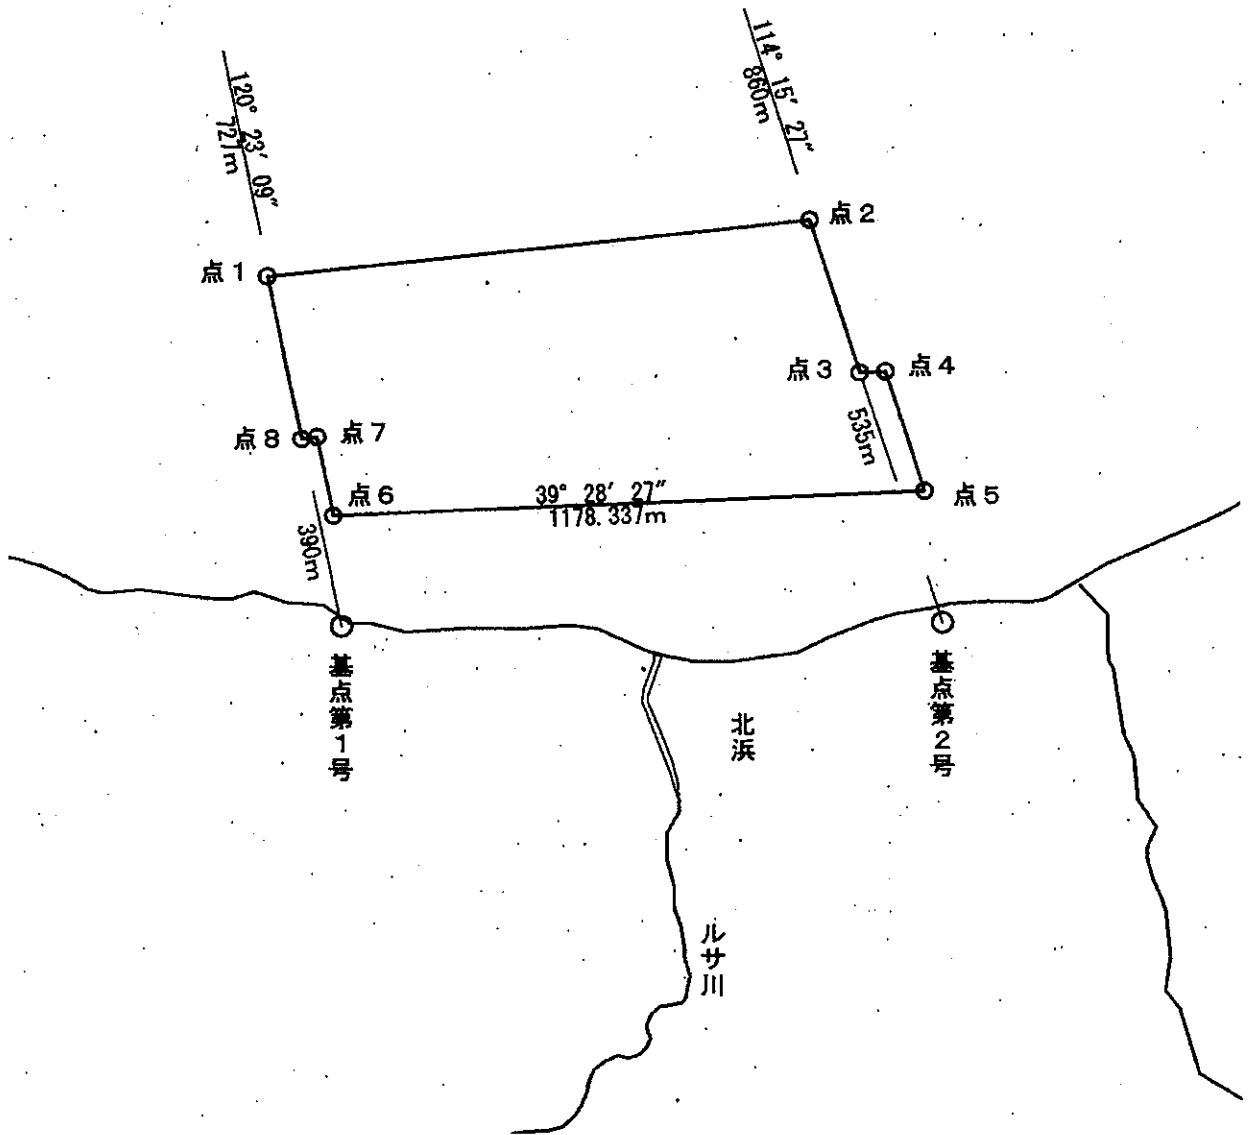 114° 15′ 27″
860m
120° 23′ 09″
727m
点2
点1
点3
点4
535m
点8
点7
点6
39° 28′ 27″
1178.337m
点5
390m
基点第1号
基点第2号
北浜
ルサ川